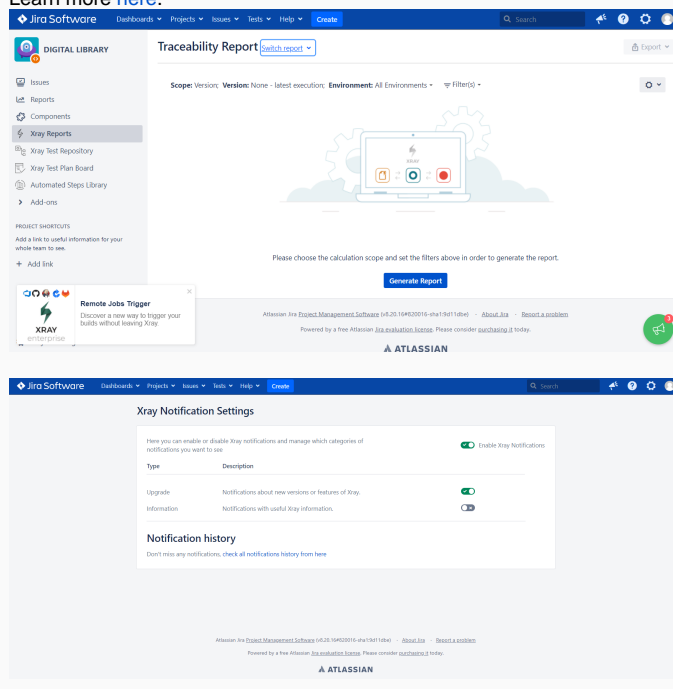 Learn more here.
Jira Software Dashboards Projects Issues Tests Help Create Search
DIGITAL LIBRARY
Traceability Report Switch report Export
Scope: Version; Version: None - latest execution; Environment: All Environments Filter(s)
Issues
Reports
Components
Xray Reports
Xray Test Repository
Xray Test Plan Board
Automated Steps Library
Add-ons
PROJECT SHORTCUTS
Add a link to useful information for your
whole team to see.
+ Add link
XRAY
Please choose the calculation scope and set the filters above in order to generate the report.
Generate Report
Remote Jobs Trigger
Discover a new way to trigger your
builds without leaving Xray
XRAY
enterprise
Atlassian Jira Project Management Software (v8.20.16#820016-sha1:9d11dbe) · About Jira · Report a problem
Powered by a free Atlassian Jira evaluation license. Please consider purchasing it today.
3
ATLASSIAN
Jira Software Dashboards Projects Issues Tests Help Create Search
Xray Notification Settings
Here you can enable or disable Xray notifications and manage which categories of
notifications you want to see
Enable Xray Notifications
Type Description
Upgrade Notifications about new versions or features of Xray.
Information Notifications with useful Xray information.
Notification history
Don't miss any notifications, check all notifications history from here
Atlassian Jira Project Management Software (v8.20.16#820016-sha1:9d11dbe) · About Jira · Report a problem
Powered by a free Atlassian Jira evaluation license. Please consider purchasing it today.
ATLASSIAN